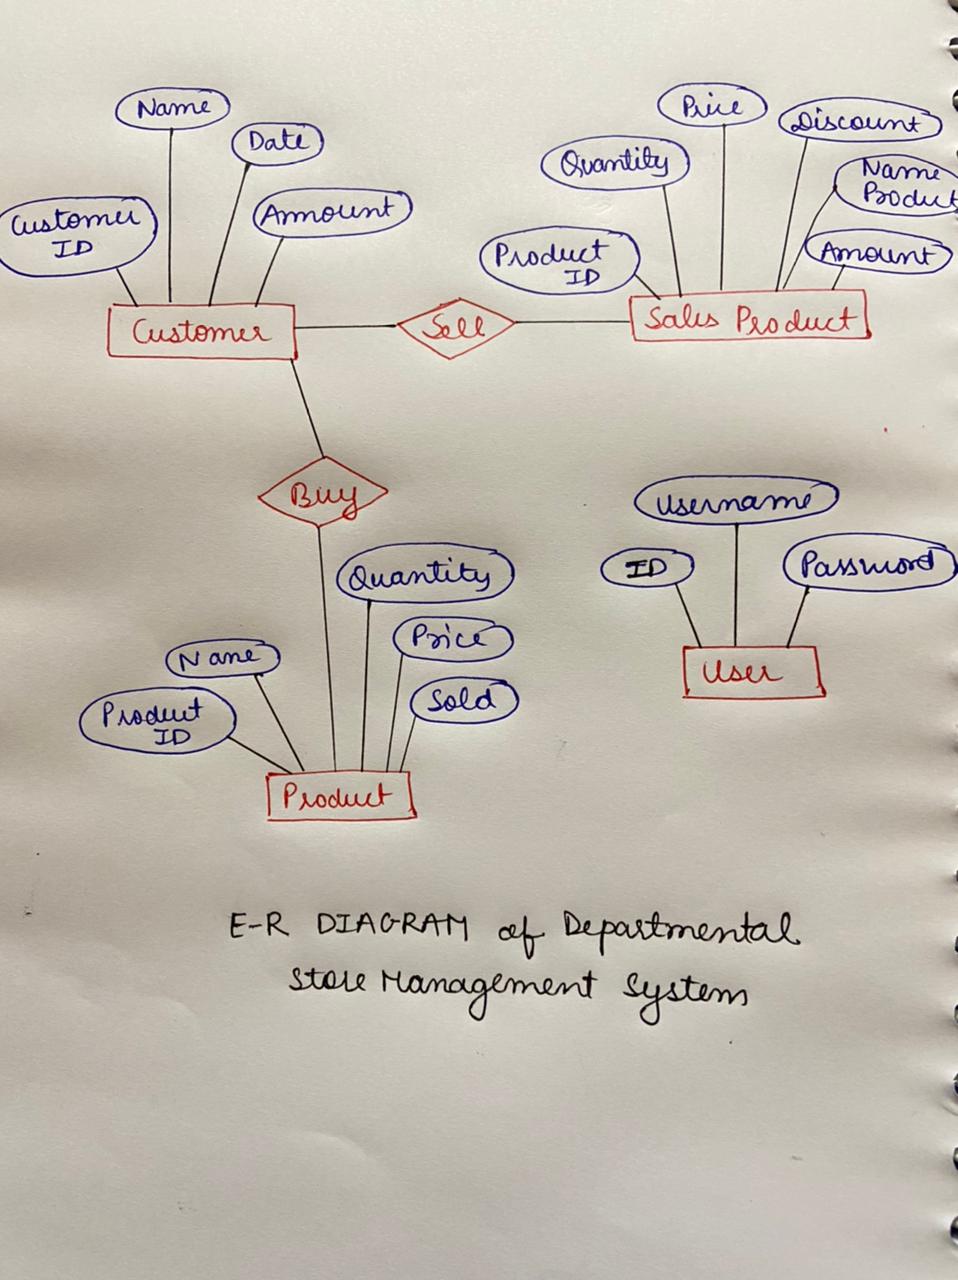 Name
Date
Customer
ID
Amount
Customer
Sell
Price
Discount
Quantity
Name
Product
Product
ID
Amount
Sales Product
Buy
Quantity
Price
Name
Sold
Product
ID
Product
Username
ID
Password
User
E-R DIAGRAM of Departmental
Store Management System